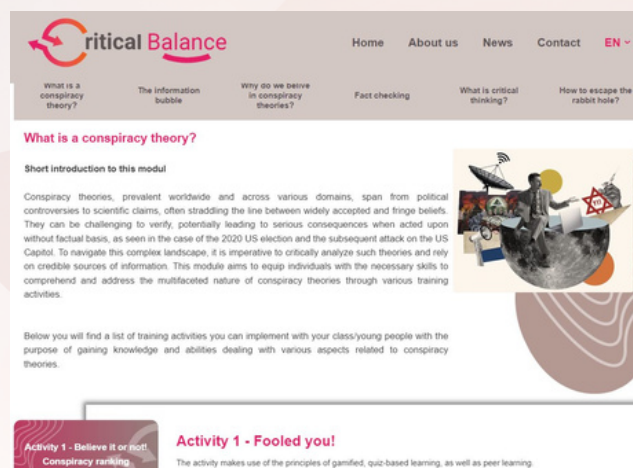 Critical Balance
Home About us News Contact EN
What is a conspiracy theory?
The information bubble
Why do we belive in conspiracy theories?
Fact checking
What is critical thinking?
How to escape the rabbit hole?
What is a conspiracy theory?
Short introduction to this modul
Conspiracy theories, prevalent worldwide and across various domains, span from political
controversies to scientific claims, often straddling the line between widely accepted and fringe beliefs.
They can be challenging to verify, potentially leading to serious consequences when acted upon
without factual basis, as seen in the case of the 2020 US election and the subsequent attack on the US
Capitol. To navigate this complex landscape, it is imperative to critically analyze such theories and rely
on credible sources of information. This module aims to equip individuals with the necessary skills to
comprehend and address the multifaceted nature of conspiracy theories through various training
activities.
Below you will find a list of training activities you can implement with your class/young people with the
purpose of gaining knowledge and abilities dealing with various aspects related to conspiracy
theories.
Activity 1 - Believe it or not!
Conspiracy ranking
Activity 1 - Fooled you!
The activity makes use of the principles of gamified, quiz-based learning, as well as peer learning.